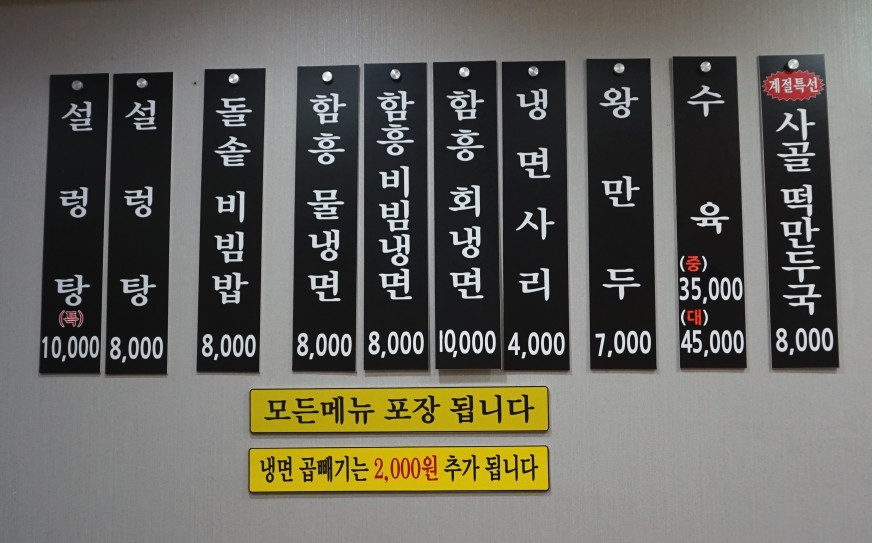 설렁탕
(특)
10,000
설렁탕
8,000
돌솥 비빔밥
8,000
함흥 물냉면
8,000
함흥 비빔냉면
8,000
함흥 회냉면
10,000
냉면사리
4,000
왕만두
7,000
수육
(중)
35,000
(대)
45,000
계절특선
사골 떡만두국
8,000
모든메뉴 포장 됩니다
냉면 곱빼기는 2,000원 추가 됩니다